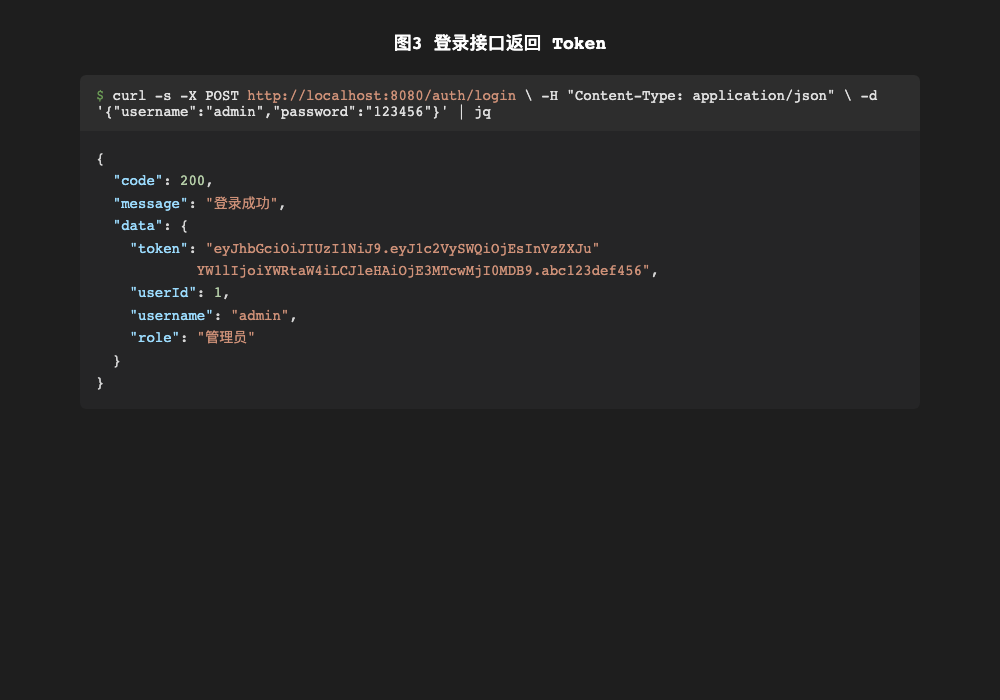 图3 登录接口返回 Token
$ curl -s -X POST http://localhost:8080/auth/login \ -H "Content-Type: application/json" \ -d
'{"username":"admin","password":"123456"}' | jq
{
  "code": 200,
  "message": "登录成功",
  "data": {
    "token": "eyJhbGciOiJIUzI1NiJ9.eyJ1c2VySWQiOjEsInVzZXJu"
            YW1lIjoiYWRtaW4iLCJleHAiOjE3MTcwMjI0MDB9.abc123def456",
    "userId": 1,
    "username": "admin",
    "role": "管理员"
  }
}